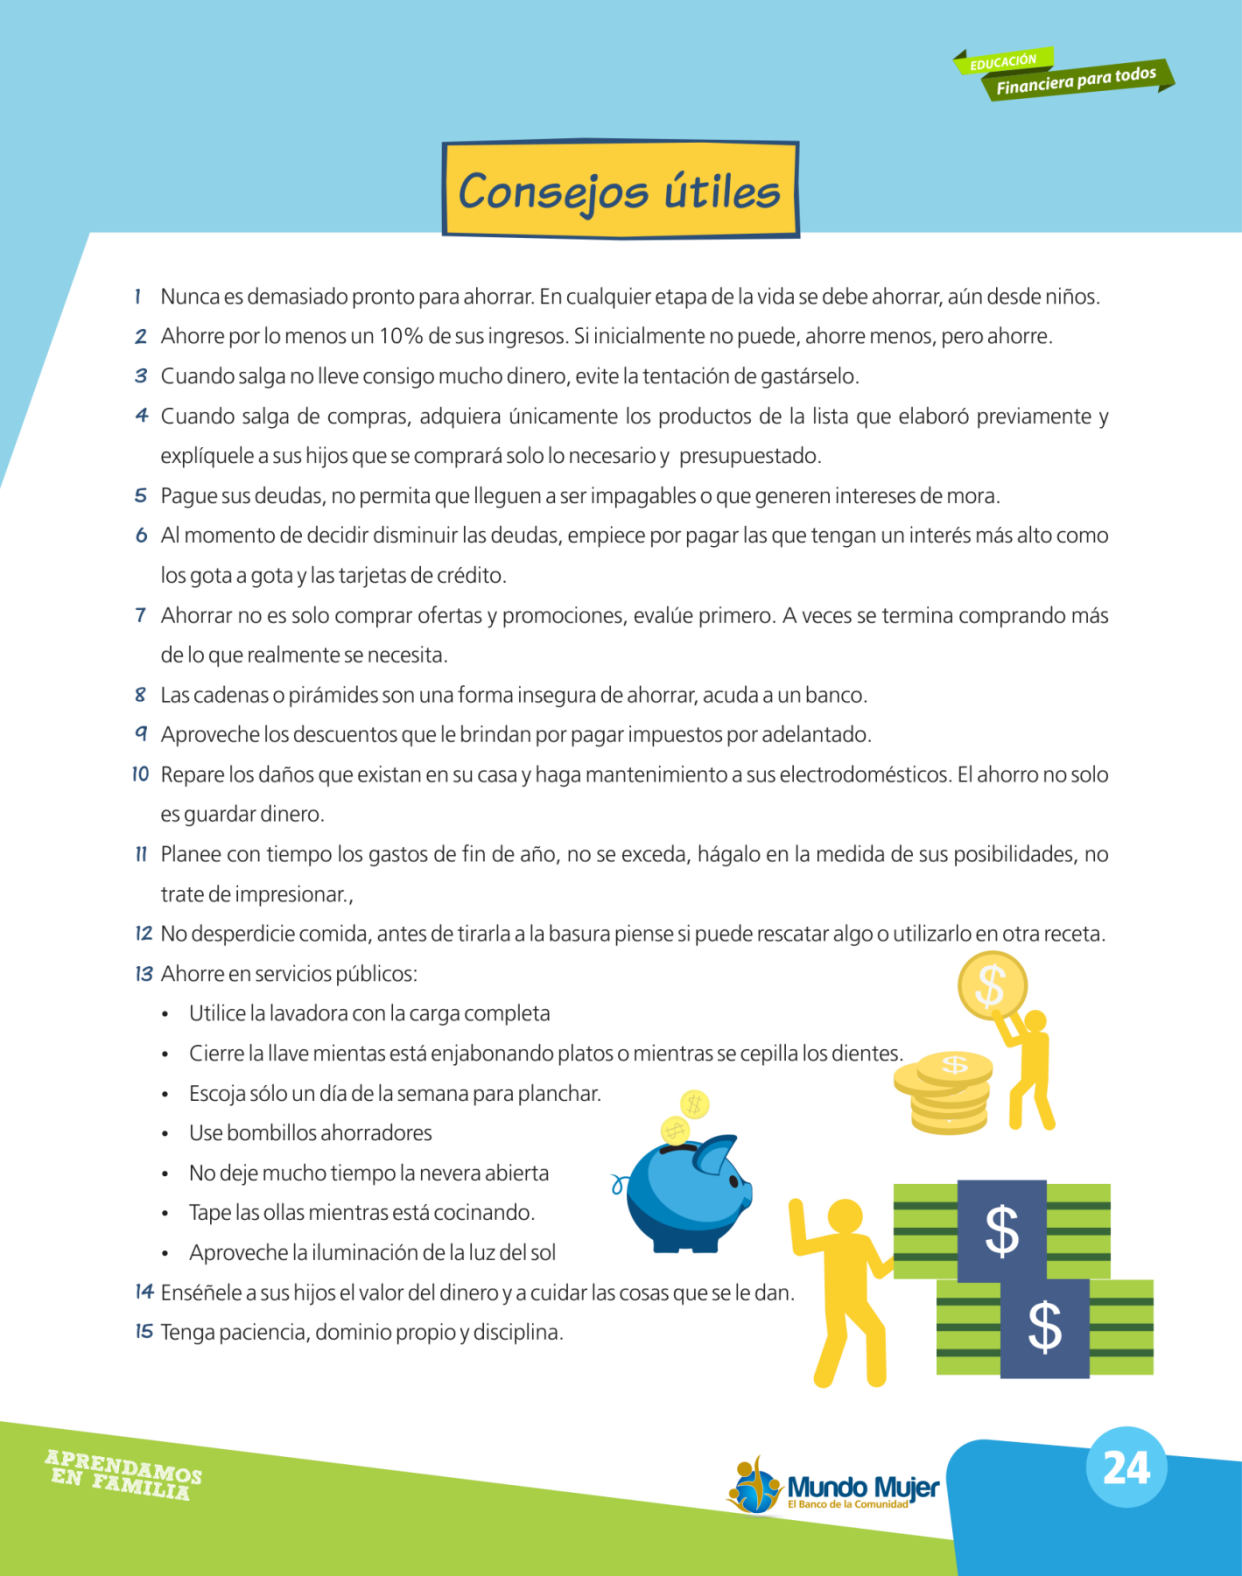 EDUCACIÓN
Financiera para todos
Consejos útiles
1 Nunca es demasiado pronto para ahorrar. En cualquier etapa de la vida se debe ahorrar, aún desde niños.
2 Ahorre por lo menos un 10% de sus ingresos. Si inicialmente no puede, ahorre menos, pero ahorre.
3 Cuando salga no lleve consigo mucho dinero, evite la tentación de gastárselo.
4 Cuando salga de compras, adquiera únicamente los productos de la lista que elaboró previamente y
explíquele a sus hijos que se comprará solo lo necesario y presupuestado.
5 Pague sus deudas, no permita que lleguen a ser impagables o que generen intereses de mora.
6 Al momento de decidir disminuir las deudas, empiece por pagar las que tengan un interés más alto como
los gota a gota y las tarjetas de crédito.
7 Ahorrar no es solo comprar ofertas y promociones, evalúe primero. A veces se termina comprando más
de lo que realmente se necesita.
8 Las cadenas o pirámides son una forma insegura de ahorrar, acuda a un banco.
9 Aproveche los descuentos que le brindan por pagar impuestos por adelantado.
10 Repare los daños que existan en su casa y haga mantenimiento a sus electrodomésticos. El ahorro no solo
es guardar dinero.
11 Planee con tiempo los gastos de fin de año, no se exceda, hágalo en la medida de sus posibilidades, no
trate de impresionar.,
12 No desperdicie comida, antes de tirarla a la basura piense si puede rescatar algo o utilizarlo en otra receta.
13 Ahorre en servicios públicos:
• Utilice la lavadora con la carga completa
• Cierre la llave mientas está enjabonando platos o mientras se cepilla los dientes.
• Escoja sólo un día de la semana para planchar.
• Use bombillos ahorradores
• No deje mucho tiempo la nevera abierta
• Tape las ollas mientras está cocinando.
• Aproveche la iluminación de la luz del sol
14 Enséñele a sus hijos el valor del dinero y a cuidar las cosas que se le dan.
15 Tenga paciencia, dominio propio y disciplina.
$
$
$
$
$
$
APRENDAMOS
EN FAMILIA
Mundo Mujer
El Banco de la Comunidad
24